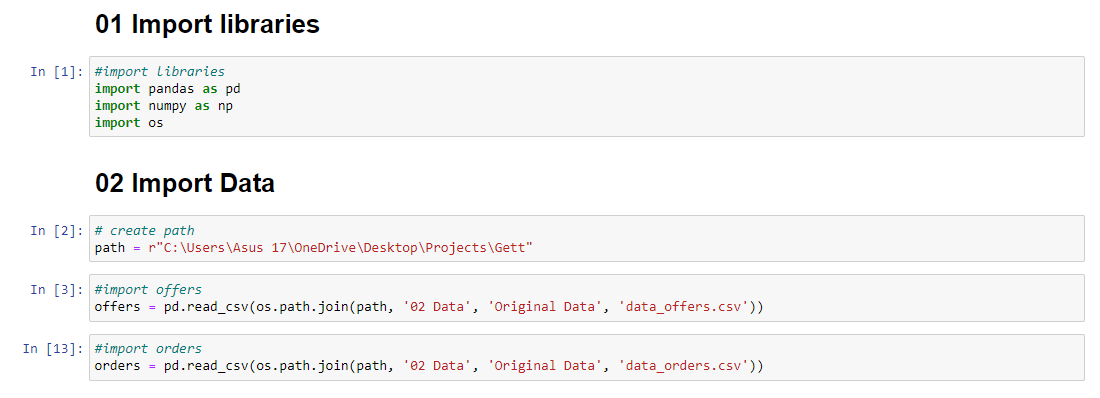 01 Import libraries
In [1]: #import libraries
import pandas as pd
import numpy as np
import os
02 Import Data
In [2]: # create path
path = r"C:\Users\Asus 17\OneDrive\Desktop\Projects\Gett"
In [3]: #import offers
offers = pd.read_csv(os.path.join(path, '02 Data', 'Original Data', 'data_offers.csv'))
In [13]: #import orders
orders = pd.read_csv(os.path.join(path, '02 Data', 'Original Data', 'data_orders.csv'))